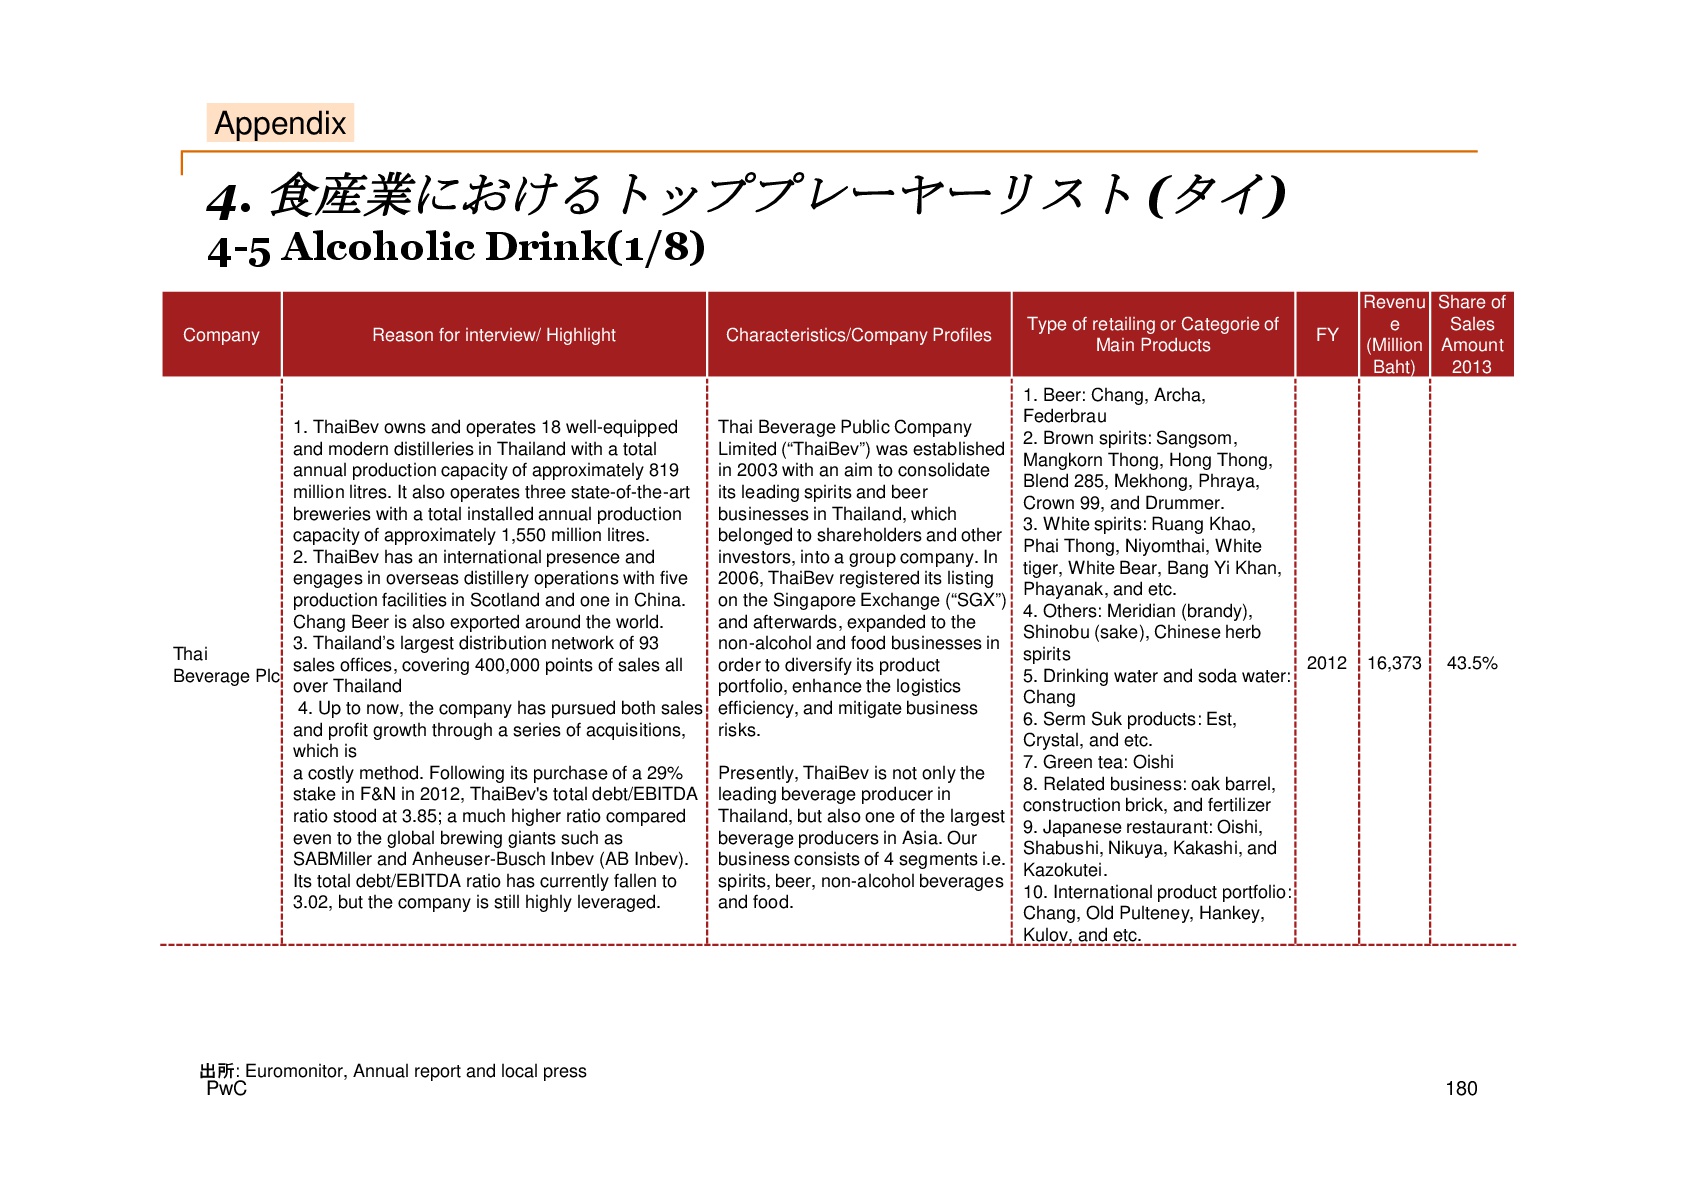 Appendix
4. 食産業におけるトッププレーヤーリスト(タイ)
4-5 Alcoholic Drink(1/8)
Company
Reason for interview/ Highlight
Characteristics/Company Profiles
Type of retailing or Categorie of
Main Products
FY
Revenu
e
(Million
Baht)
Share of
Sales
Amount
2013
Thai
Beverage Plc
1. ThaiBev owns and operates 18 well-equipped
and modern distilleries in Thailand with a total
annual production capacity of approximately 819
million litres. It also operates three state-of-the-art
breweries with a total installed annual production
capacity of approximately 1,550 million litres.
2. ThaiBev has an international presence and
engages in overseas distillery operations with five
production facilities in Scotland and one in China.
Chang Beer is also exported around the world.
3. Thailand’s largest distribution network of 93
sales offices, covering 400,000 points of sales all
over Thailand
4. Up to now, the company has pursued both sales
and profit growth through a series of acquisitions,
which is
a costly method. Following its purchase of a 29%
stake in F&N in 2012, ThaiBev's total debt/EBITDA
ratio stood at 3.85; a much higher ratio compared
even to the global brewing giants such as
SABMiller and Anheuser-Busch Inbev (AB Inbev).
Its total debt/EBITDA ratio has currently fallen to
3.02, but the company is still highly leveraged.
Thai Beverage Public Company
Limited (“ThaiBev”) was established
in 2003 with an aim to consolidate
its leading spirits and beer
businesses in Thailand, which
belonged to shareholders and other
investors, into a group company. In
2006, ThaiBev registered its listing
on the Singapore Exchange (“SGX”)
and afterwards, expanded to the
non-alcohol and food businesses in
order to diversify its product
portfolio, enhance the logistics
efficiency, and mitigate business
risks.
Presently, ThaiBev is not only the
leading beverage producer in
Thailand, but also one of the largest
beverage producers in Asia. Our
business consists of 4 segments i.e.
spirits, beer, non-alcohol beverages
and food.
1. Beer: Chang, Archa,
Federbrau
2. Brown spirits: Sangsom,
Mangkorn Thong, Hong Thong,
Blend 285, Mekhong, Phraya,
Crown 99, and Drummer.
3. White spirits: Ruang Khao,
Phai Thong, Niyomthai, White
tiger, White Bear, Bang Yi Khan,
Phayanak, and etc.
4. Others: Meridian (brandy),
Shinobu (sake), Chinese herb
spirits
5. Drinking water and soda water:
Chang
6. Serm Suk products: Est,
Crystal, and etc.
7. Green tea: Oishi
8. Related business: oak barrel,
construction brick, and fertilizer
9. Japanese restaurant: Oishi,
Shabushi, Nikuya, Kakashi, and
Kazokutei.
10. International product portfolio:
Chang, Old Pulteney, Hankey,
Kulov, and etc.
2012
16,373
43.5%
出所: Euromonitor, Annual report and local press
PwC
180